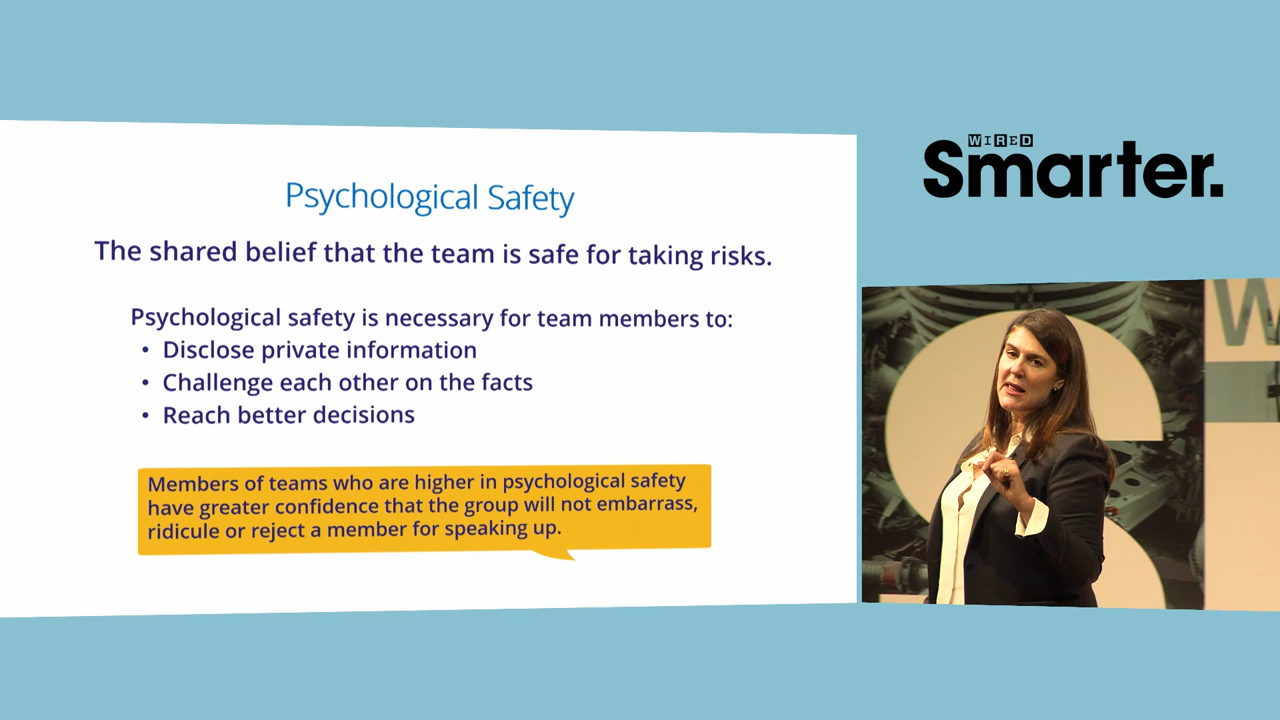 WIRED
Smarter.
Psychological Safety
The shared belief that the team is safe for taking risks.
Psychological safety is necessary for team members to:
• Disclose private information
• Challenge each other on the facts
• Reach better decisions
Members of teams who are higher in psychological safety
have greater confidence that the group will not embarrass,
ridicule or reject a member for speaking up.
W